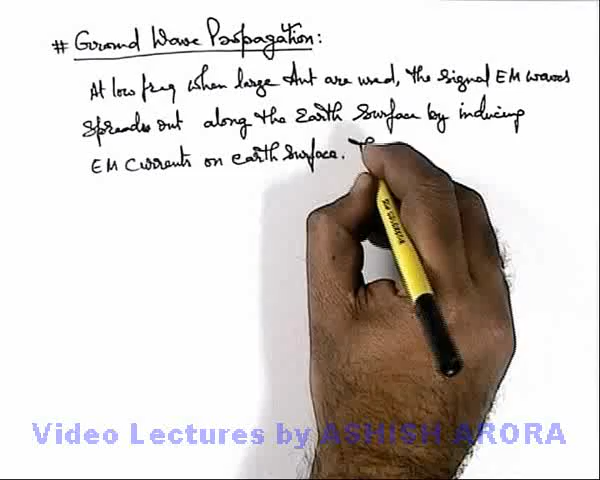 # Ground Wave Propagation:
At low freq when large Ant are used, the signal EM waves
spreads out along the Earth Surface by inducing
EM currents on earth surface. T
Video Lectures by ASHISH ARORA